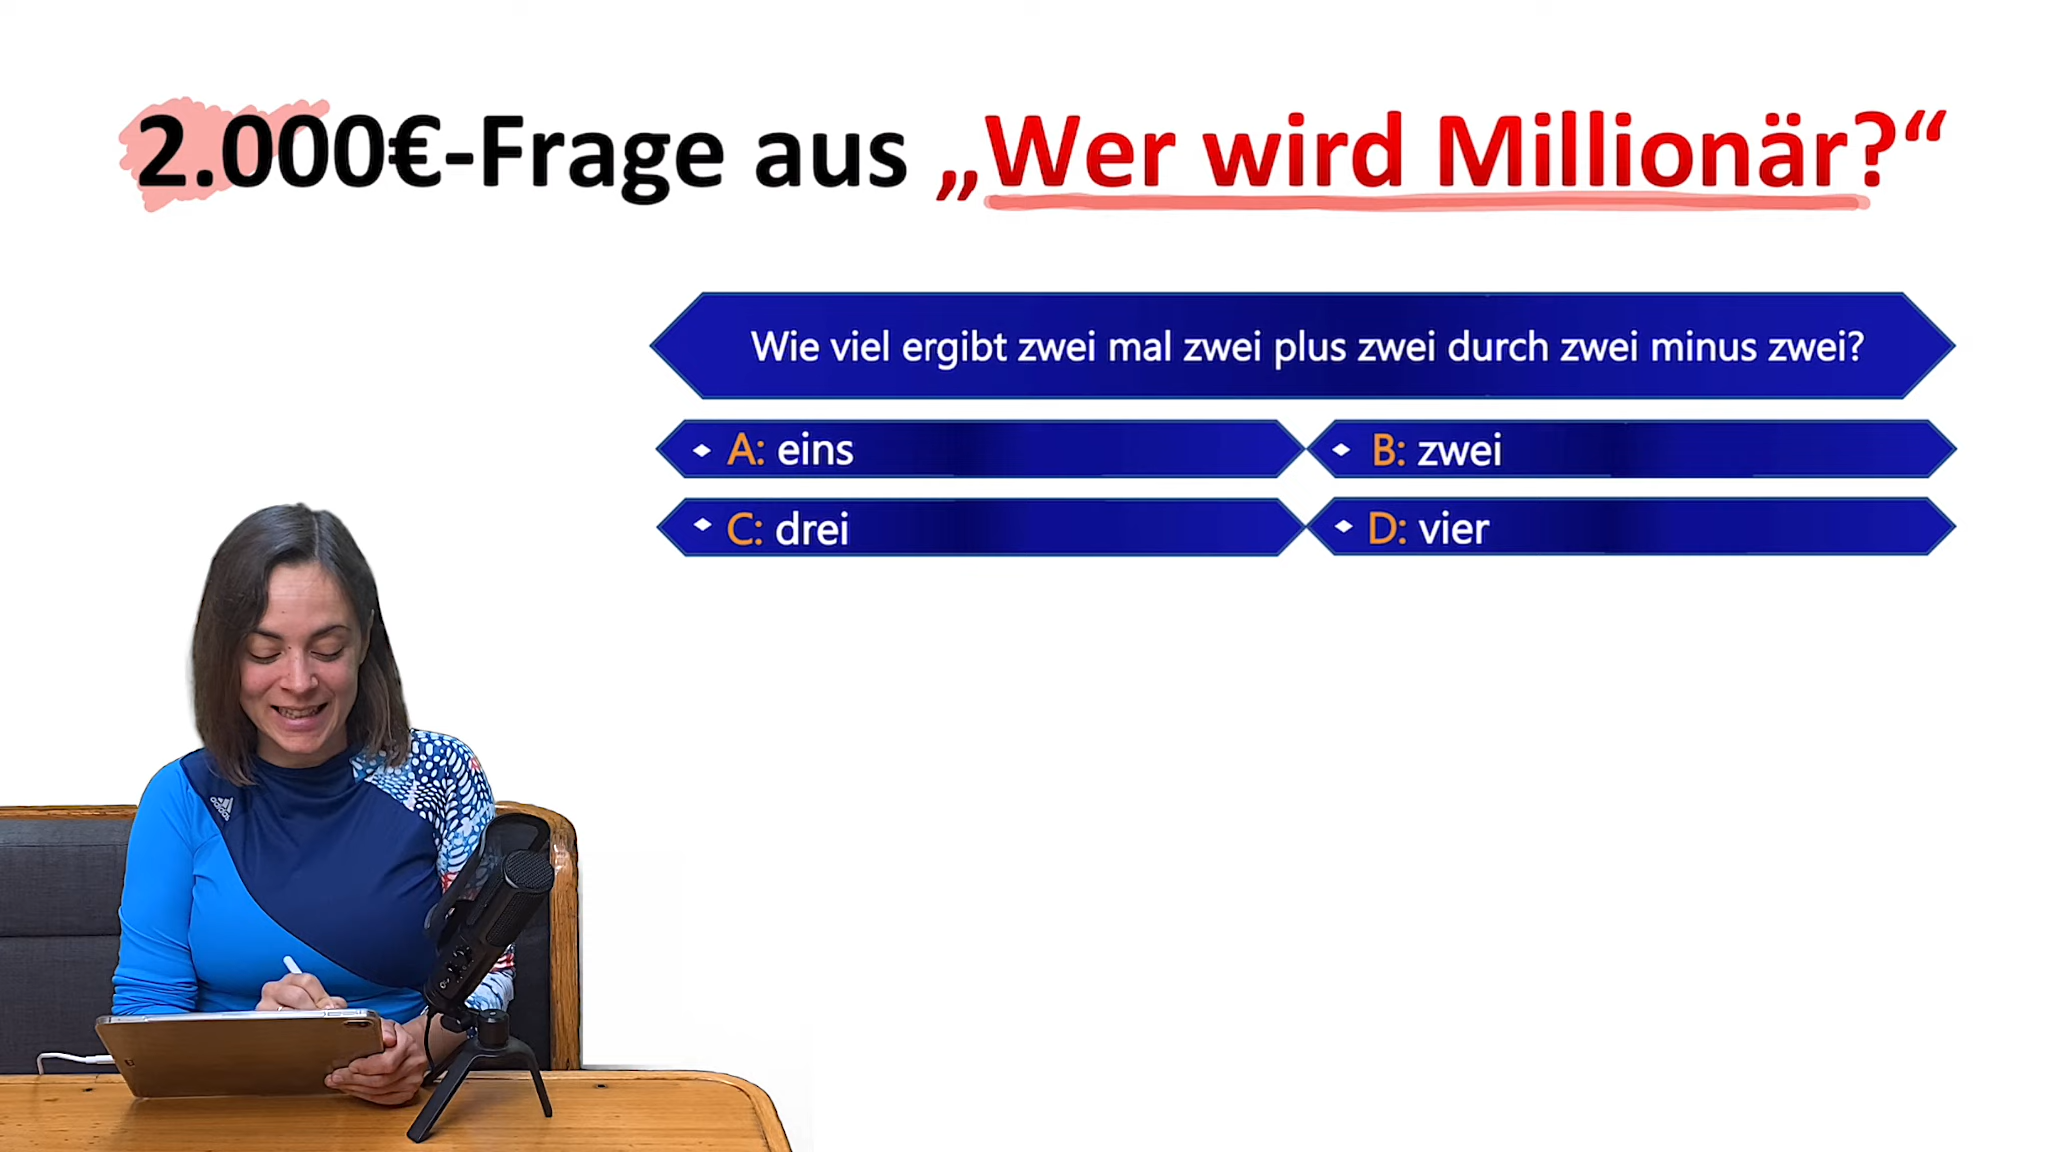 2.000€-Frage aus „Wer wird Millionär?“
Wie viel ergibt zwei mal zwei plus zwei durch zwei minus zwei?
A: eins
B: zwei
C: drei
D: vier
adidas